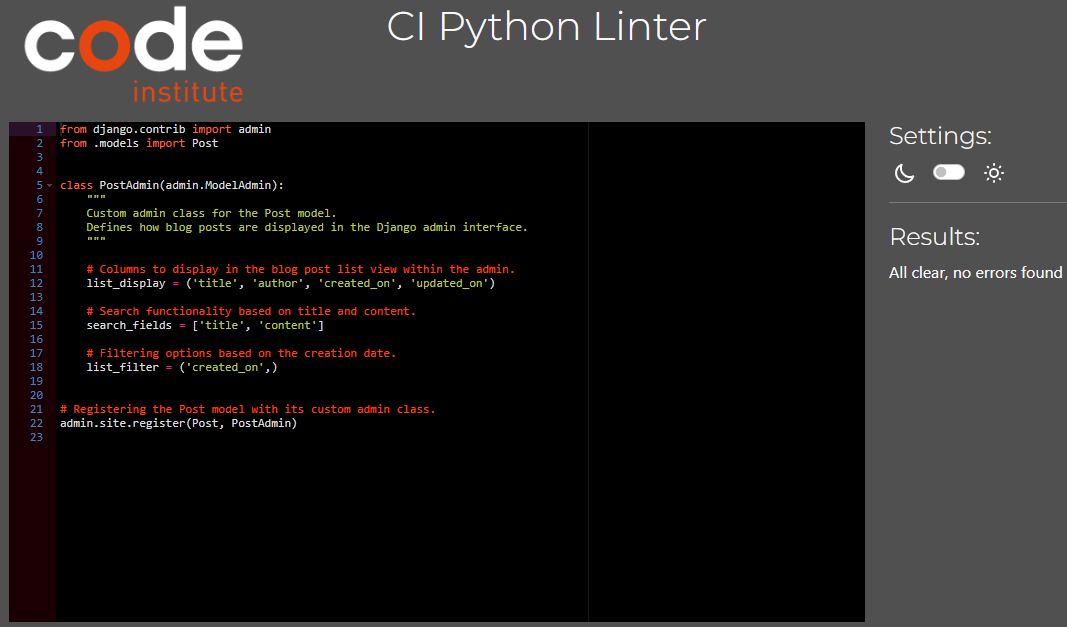 code
institute
CI Python Linter
1 from django.contrib import admin
2 from .models import Post
3
4
5 class PostAdmin(admin.ModelAdmin):
6     """
7     Custom admin class for the Post model.
8     Defines how blog posts are displayed in the Django admin interface.
9     """
10
11     # Columns to display in the blog post list view within the admin.
12     list_display = ('title', 'author', 'created_on', 'updated_on')
13
14     # Search functionality based on title and content.
15     search_fields = ['title', 'content']
16
17     # Filtering options based on the creation date.
18     list_filter = ('created_on',)
19
20
21 # Registering the Post model with its custom admin class.
22 admin.site.register(Post, PostAdmin)
23
Settings:
Results:
All clear, no errors found